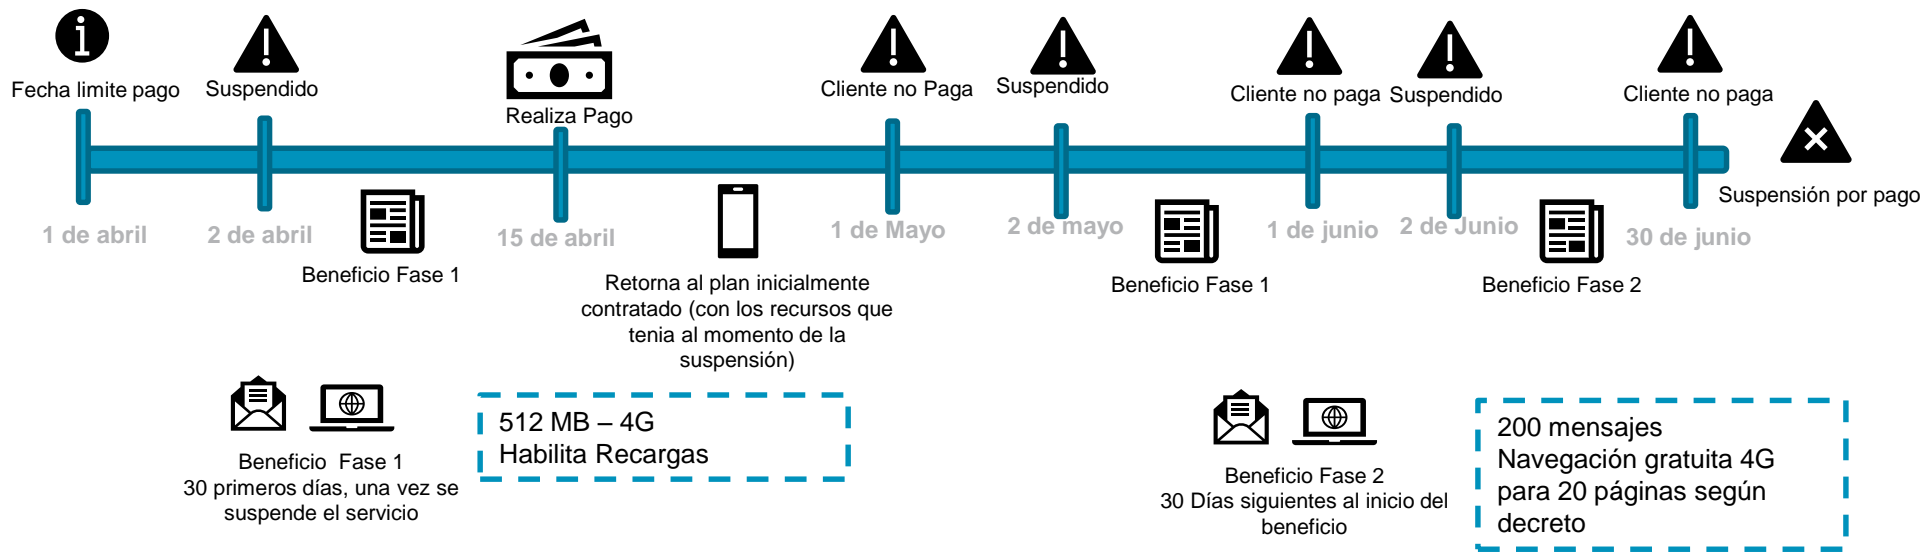 Fecha limite pago
Suspendido
Realiza Pago
Cliente no Paga
Suspendido
Cliente no paga
Suspendido
Cliente no paga
Suspensión por pago
1 de abril
2 de abril
15 de abril
1 de Mayo
2 de mayo
1 de junio
2 de Junio
30 de junio
Beneficio Fase 1
Retorna al plan inicialmente
contratado (con los recursos que
tenia al momento de la
suspensión)
Beneficio Fase 1
Beneficio Fase 2
Beneficio Fase 1
30 primeros días, una vez se
suspende el servicio
512 MB – 4G
Habilita Recargas
Beneficio Fase 2
30 Días siguientes al inicio del
beneficio
200 mensajes
Navegación gratuita 4G
para 20 páginas según
decreto